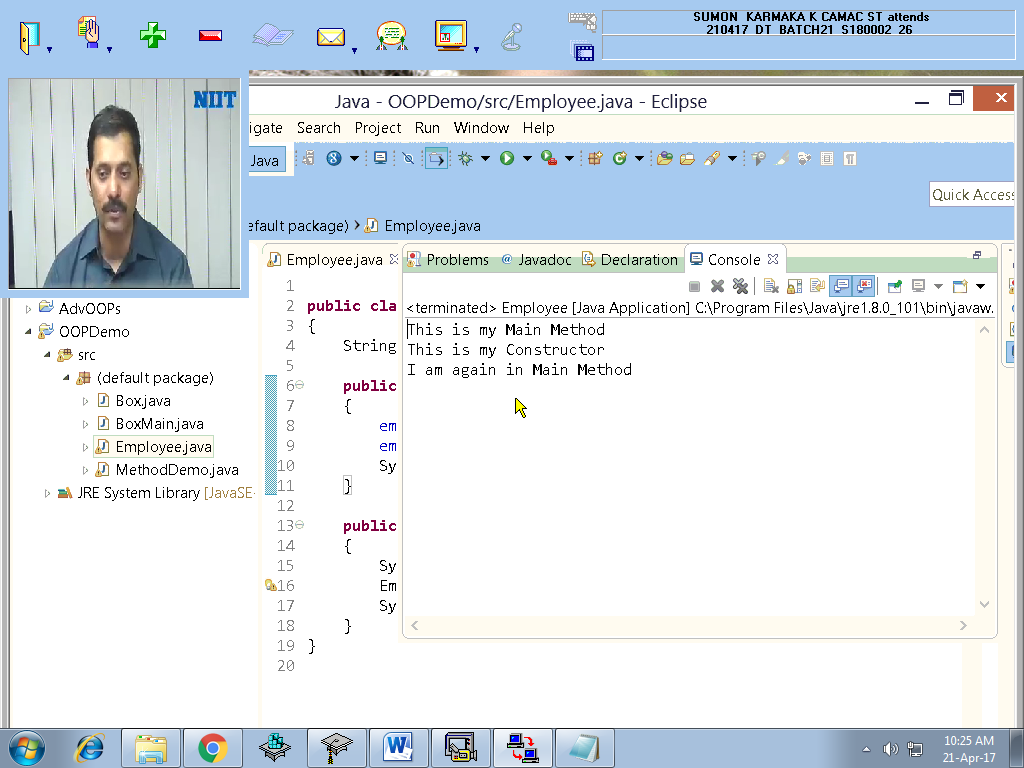 SUMON KARMAKA K CAMAC ST attends
210417_DT_BATCH21_S180002_26
NIIT
Java - OOPDemo/src/Employee.java - Eclipse
igate Search Project Run Window Help
Java
Quick Access
efault package) Employee.java
Employee.java
Problems @ Javadoc Declaration Console
<terminated> Employee [Java Application] C:\Program Files\Java\jre1.8.0_101\bin\javaw.
This is my Main Method
This is my Constructor
I am again in Main Method
AdvOOPs
OOPDemo
src
(default package)
Box.java
BoxMain.java
Employee.java
MethodDemo.java
JRE System Library [JavaSE-
1
2 public cla
3 {
4 String
5
6 public
7 {
8 em
9 em
10 Sy
11 }
12
13 public
14 {
15 Sy
16 Em
17 Sy
18 }
19 }
20
10:25 AM
21-Apr-17